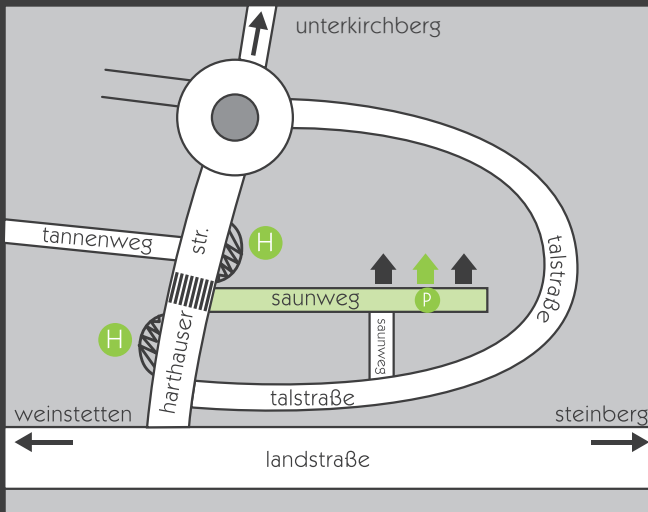 unterkirchberg
tannenweg
str.
H
talstraße
saunweg
P
H
harthauser
saunweg
talstraße
weinstetten
steinberg
landstraße